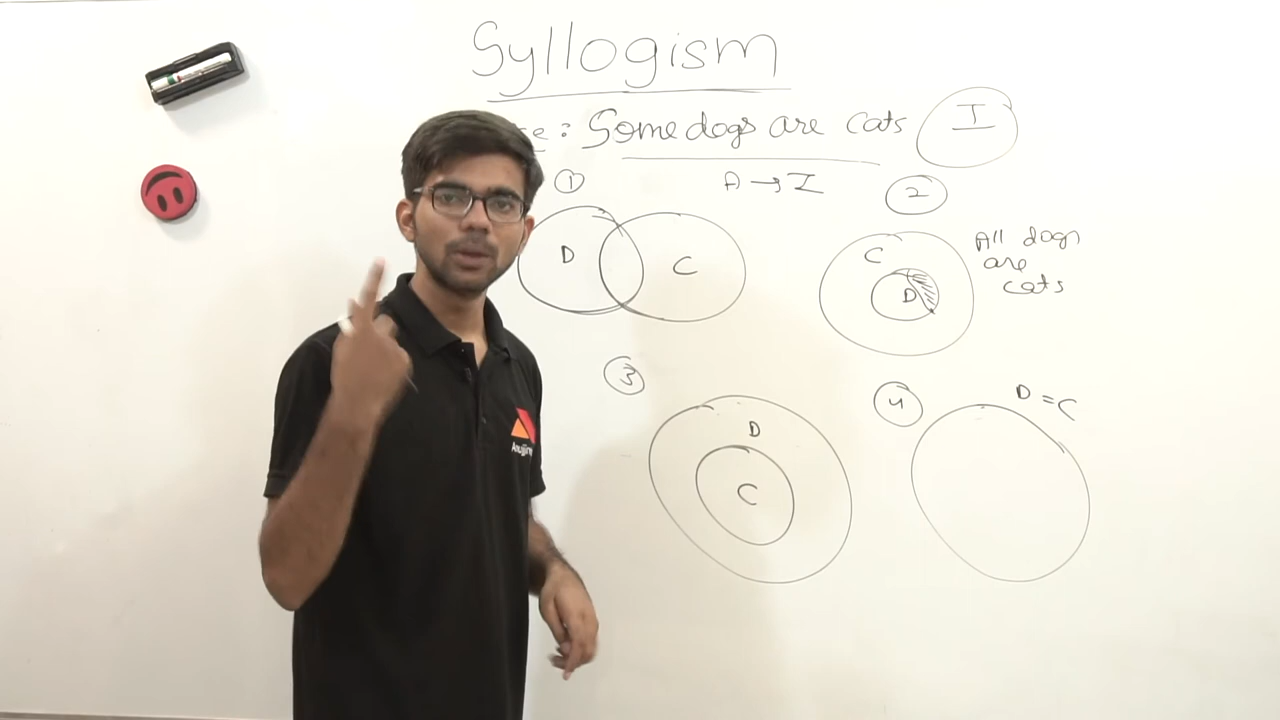 Syllogism
: Some dogs are cats I
1
A → I
2
D C
C
D
All dogs
are
cats
3
D
C
4
D = C